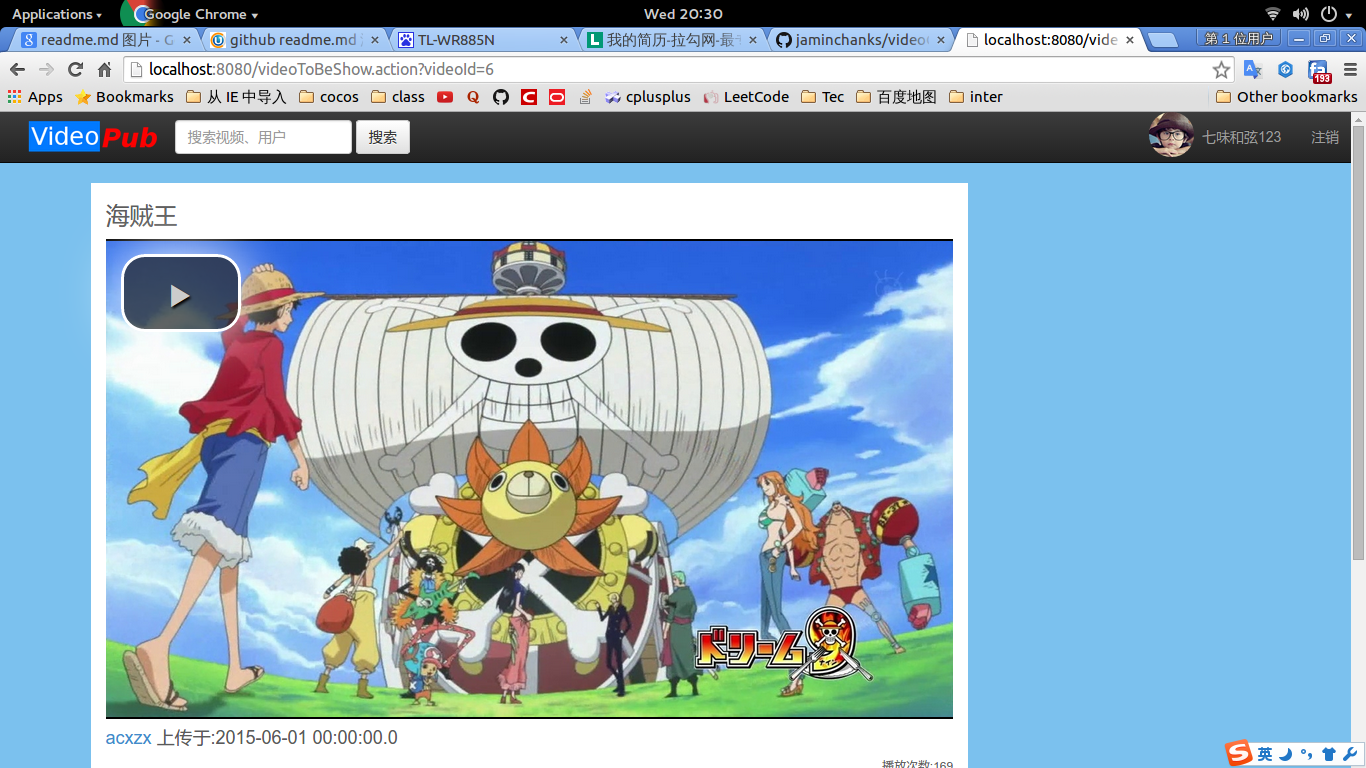 Applications Google Chrome Wed 20:30
readme.md 图片 - G github readme.md TL-WR885N 我的简历-拉勾网-最 jaminchanks/video localhost:8080/vide 第 1 位用户
localhost:8080/videoToBeShow.action?videoId=6
Apps Bookmarks 从 IE 中导入 cocos class cplusplus LeetCode Tec 百度地图 inter Other bookmarks
193
VideoPub 搜索视频、用户 搜索 七味和弦123 注销
海贼王
ドリーム
acxzx 上传于:2015-06-01 00:00:00.0
播放次数:169
英